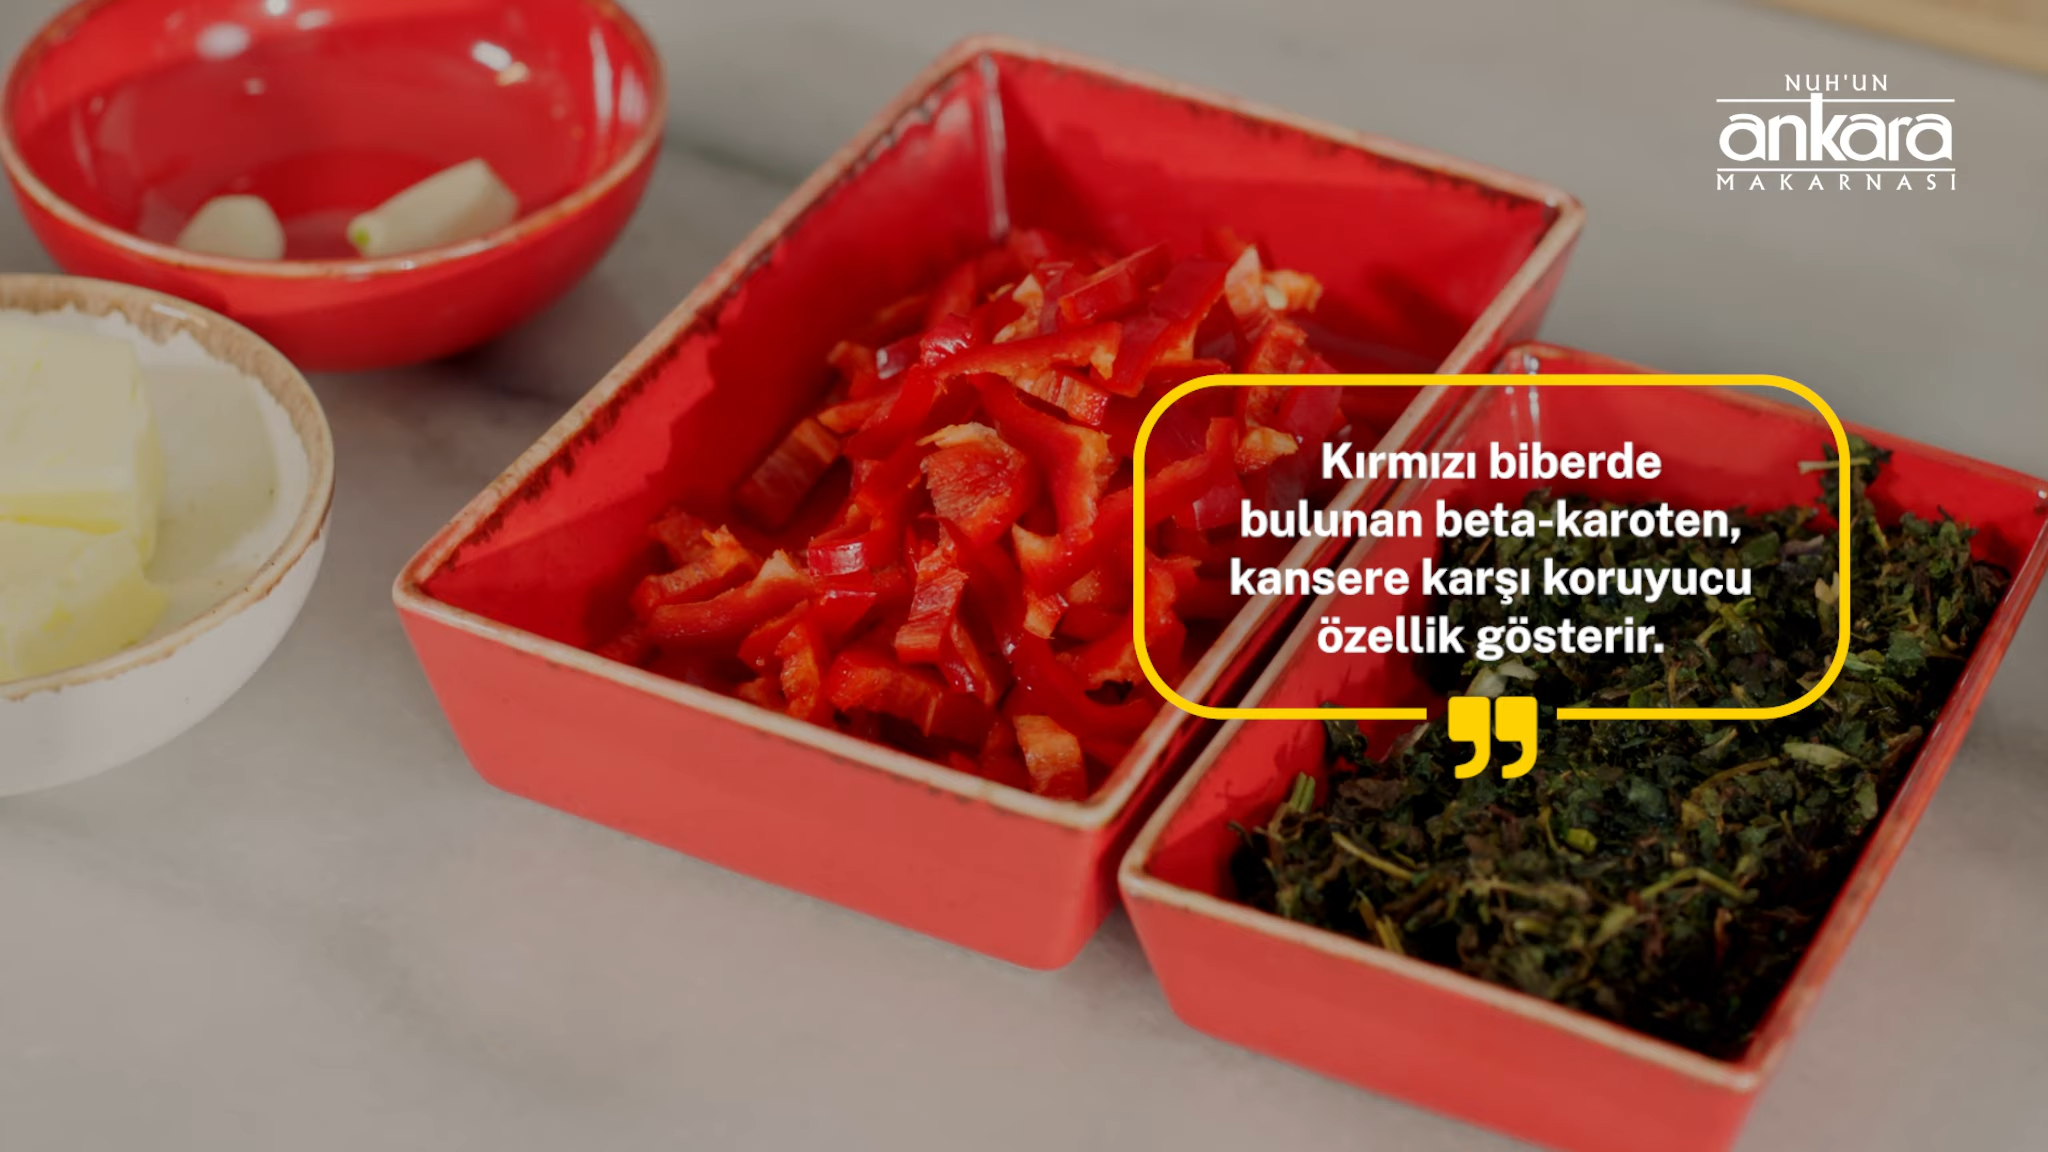 NUH'UN
ankara
MAKARNASI
Kırmızı biberde
bulunan beta-karoten,
kansere karşı koruyucu
özellik gösterir.